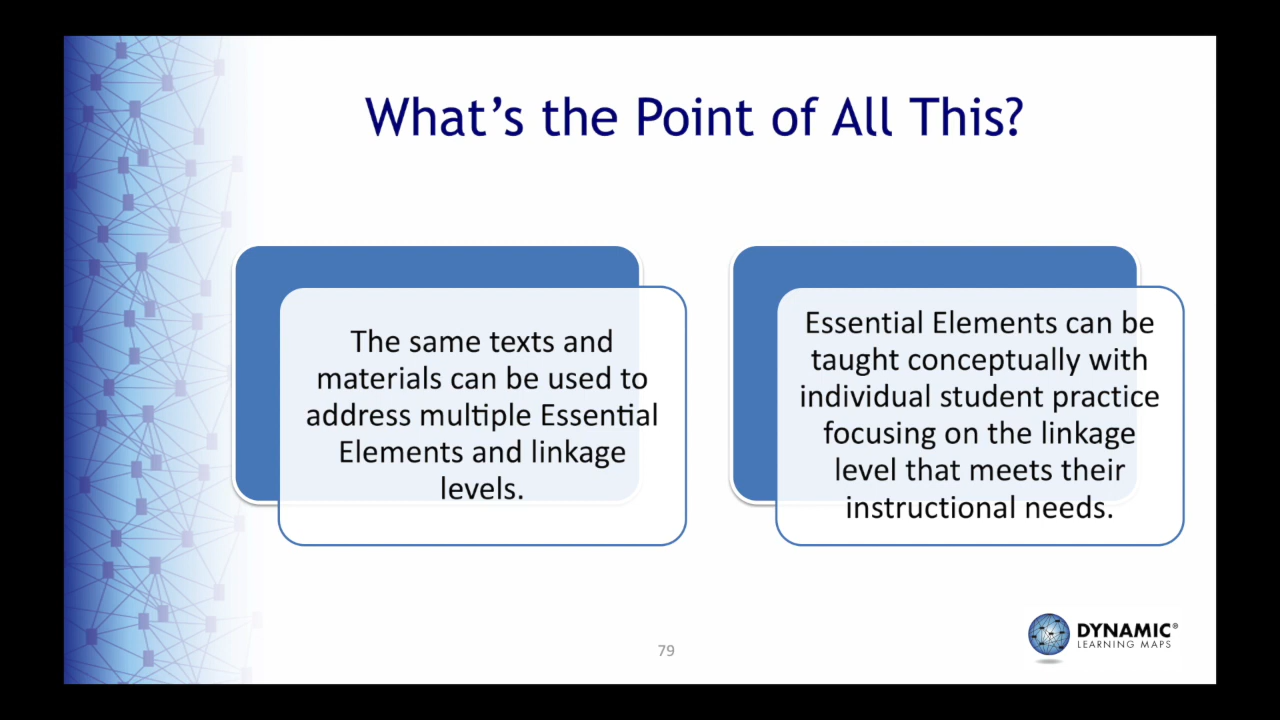 What's the Point of All This?
The same texts and
materials can be used to
address multiple Essential
Elements and linkage
levels.
Essential Elements can be
taught conceptually with
individual student practice
focusing on the linkage
level that meets their
instructional needs.
79
DYNAMIC®
LEARNING MAPS